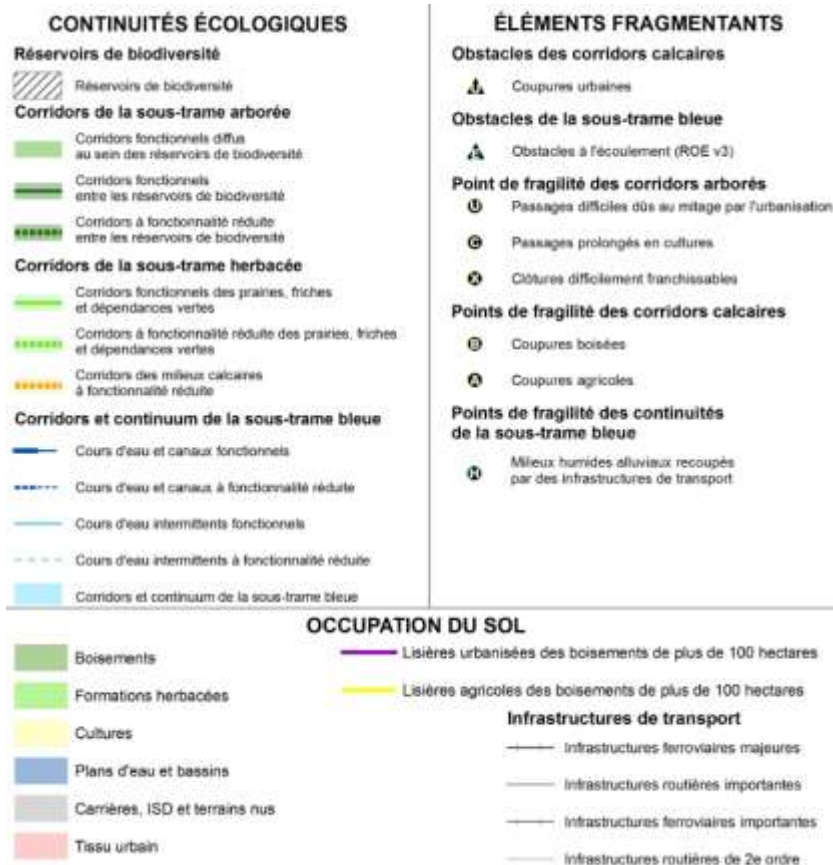 CONTINUITÉS ÉCOLOGIQUES
Réservoirs de biodiversité
Réservoirs de biodiversité
Corridors de la sous-trame arborée
Corridors fonctionnels diffus
au sein des réservoirs de biodiversité
Corridors fonctionnels
entre les réservoirs de biodiversité
Corridors à fonctionnalité réduite
entre les réservoirs de biodiversité
Corridors de la sous-trame herbacée
Corridors fonctionnels des prairies, friches
et dépendances vertes
Corridors à fonctionnalité réduite des prairies, friches
et dépendances vertes
Corridors des milieux calcaires
à fonctionnalité réduite
Corridors et continuum de la sous-trame bleue
Cours d'eau et canaux fonctionnels
Cours d'eau et canaux à fonctionnalité réduite
Cours d'eau intermittents fonctionnels
Cours d'eau intermittents à fonctionnalité réduite
Corridors et continuum de la sous-trame bleue
ÉLÉMENTS FRAGMENTANTS
Obstacles des corridors calcaires
Coupures urbaines
Obstacles de la sous-trame bleue
Obstacles à l'écoulement (ROE v3)
Point de fragilité des corridors arborés
U Passages difficiles dûs au mitage par l'urbanisation
C Passages prolongés en cultures
X Clôtures difficilement franchissables
Points de fragilité des corridors calcaires
B Coupures boisées
A Coupures agricoles
Points de fragilité des continuités
de la sous-trame bleue
H Milieux humides alluviaux recoupés
par des infrastructures de transport
OCCUPATION DU SOL
Boisements
Formations herbacées
Cultures
Plans d'eau et bassins
Carrières, ISD et terrains nus
Tissu urbain
Lisières urbanisées des boisements de plus de 100 hectares
Lisières agricoles des boisements de plus de 100 hectares
Infrastructures de transport
Infrastructures ferroviaires majeures
Infrastructures routières importantes
Infrastructures ferroviaires importantes
Infrastructures routières de 2e ordre